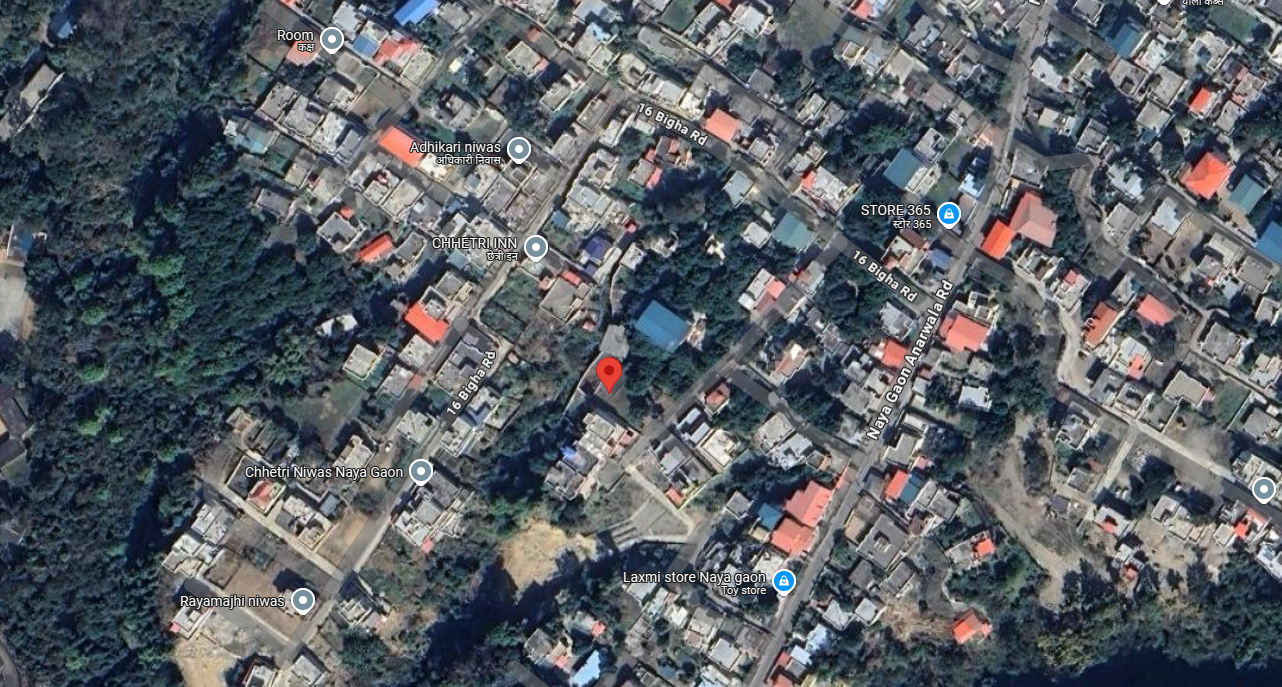 याली कैम्प
Room
कक्ष
16 Bigha Rd
Adhikari niwas
अधिकारी निवास
STORE 365
स्टोर 365
CHHETRI INN
छेत्री इन
16 Bigha Rd
Naya Gaon Anarwala Rd
16 Bigha Rd
Chhetri Niwas Naya Gaon
Laxmi store Naya gaon
Toy store
Rayamajhi niwas